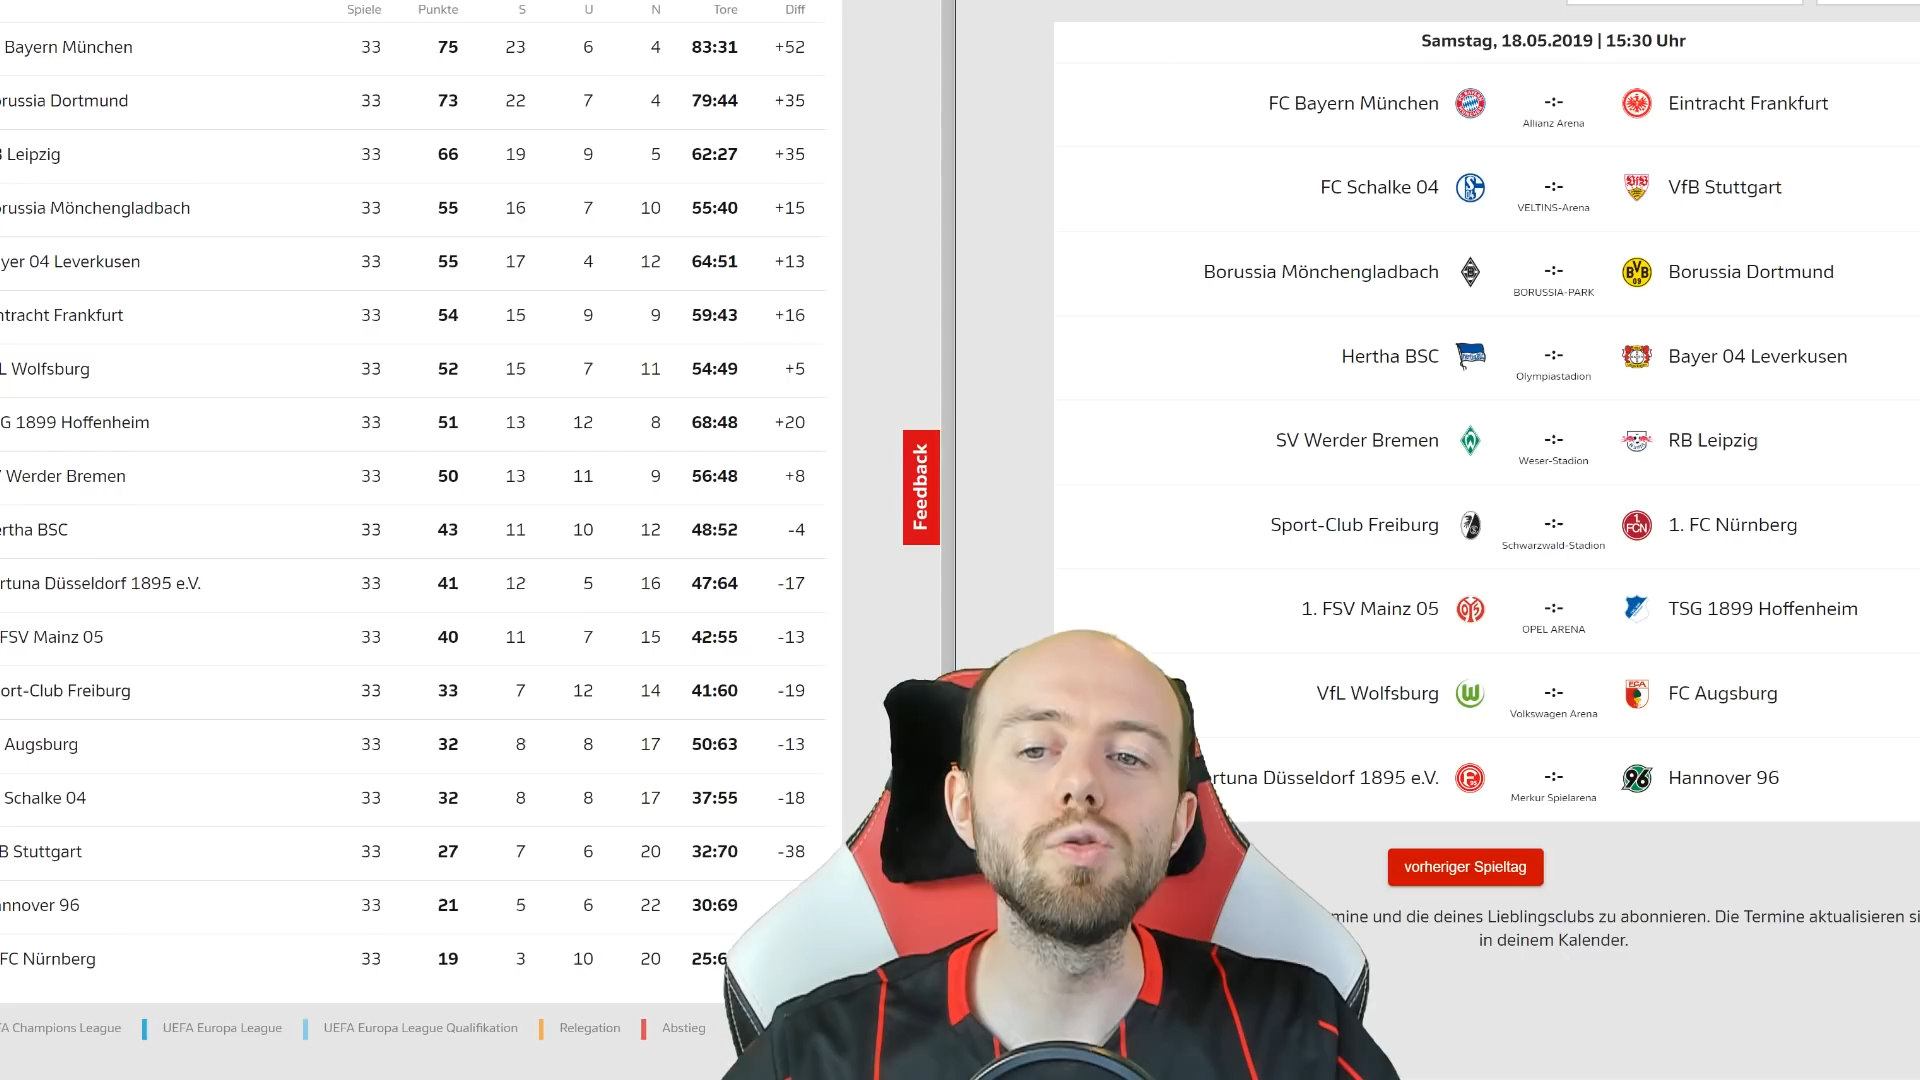 Spiele Punkte S U N Tore Diff
Bayern München 33 75 23 6 4 83:31 +52
russia Dortmund 33 73 22 7 4 79:44 +35
Leipzig 33 66 19 9 5 62:27 +35
russia Mönchengladbach 33 55 16 7 10 55:40 +15
yer 04 Leverkusen 33 55 17 4 12 64:51 +13
ntracht Frankfurt 33 54 15 9 9 59:43 +16
L Wolfsburg 33 52 15 7 11 54:49 +5
G 1899 Hoffenheim 33 51 13 12 8 68:48 +20
Werder Bremen 33 50 13 11 9 56:48 +8
rtha BSC 33 43 11 10 12 48:52 -4
rtuna Düsseldorf 1895 e.V. 33 41 12 5 16 47:64 -17
FSV Mainz 05 33 40 11 7 15 42:55 -13
ort-Club Freiburg 33 33 7 12 14 41:60 -19
Augsburg 33 32 8 8 17 50:63 -13
Schalke 04 33 32 8 8 17 37:55 -18
B Stuttgart 33 27 7 6 20 32:70 -38
nnover 96 33 21 5 6 22 30:69
FC Nürnberg 33 19 3 10 20 25:6
FA Champions League UEFA Europa League UEFA Europa League Qualifikation Relegation Abstieg
Feedback
Samstag, 18.05.2019 | 15:30 Uhr
FC Bayern München -:- Eintracht Frankfurt
Allianz Arena
FC Schalke 04 -:- VfB Stuttgart
VELTINS-Arena
Borussia Mönchengladbach -:- Borussia Dortmund
BORUSSIA-PARK
Hertha BSC -:- Bayer 04 Leverkusen
Olympiastadion
SV Werder Bremen -:- RB Leipzig
Weser-Stadion
Sport-Club Freiburg -:- 1. FC Nürnberg
Schwarzwald-Stadion
1. FSV Mainz 05 -:- TSG 1899 Hoffenheim
OPEL ARENA
VfL Wolfsburg -:- FC Augsburg
Volkswagen Arena
rtuna Düsseldorf 1895 e.V. -:- Hannover 96
Merkur Spielarena
vorheriger Spieltag
mine und die deines Lieblingsclubs zu abonnieren. Die Termine aktualisieren si
in deinem Kalender.